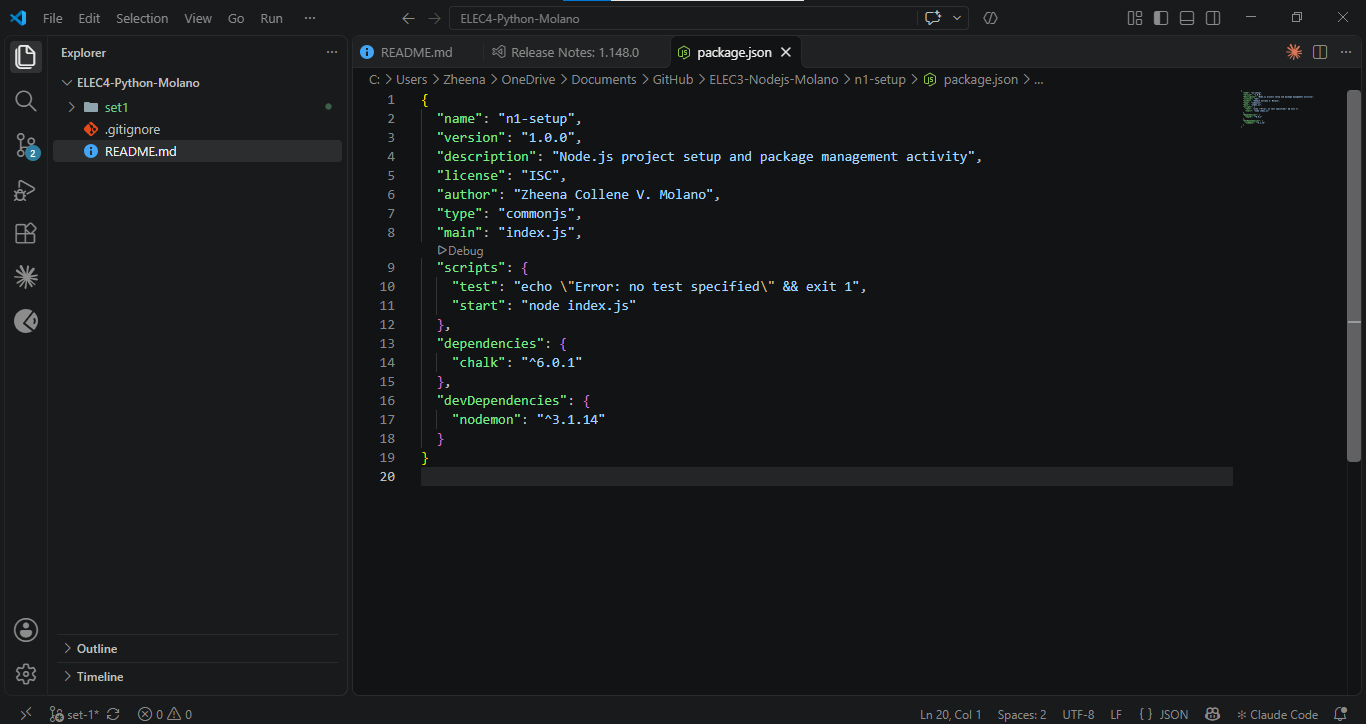 File Edit Selection View Go Run ···
ELEC4-Python-Molano
Explorer ···
ELEC4-Python-Molano
set1
.gitignore
README.md
2
Outline
Timeline
README.md
Release Notes: 1.148.0
package.json
C: > Users > Zheena > OneDrive > Documents > GitHub > ELEC3-Nodejs-Molano > n1-setup > package.json > ...
1 {
2 "name": "n1-setup",
3 "version": "1.0.0",
4 "description": "Node.js project setup and package management activity",
5 "license": "ISC",
6 "author": "Zheena Collene V. Molano",
7 "type": "commonjs",
8 "main": "index.js",
Debug
9 "scripts": {
10 "test": "echo \"Error: no test specified\" && exit 1",
11 "start": "node index.js"
12 },
13 "dependencies": {
14 "chalk": "^6.0.1"
15 },
16 "devDependencies": {
17 "nodemon": "^3.1.14"
18 }
19 }
20
set-1* 0 0 Ln 20, Col 1 Spaces: 2 UTF-8 LF { } JSON Claude Code